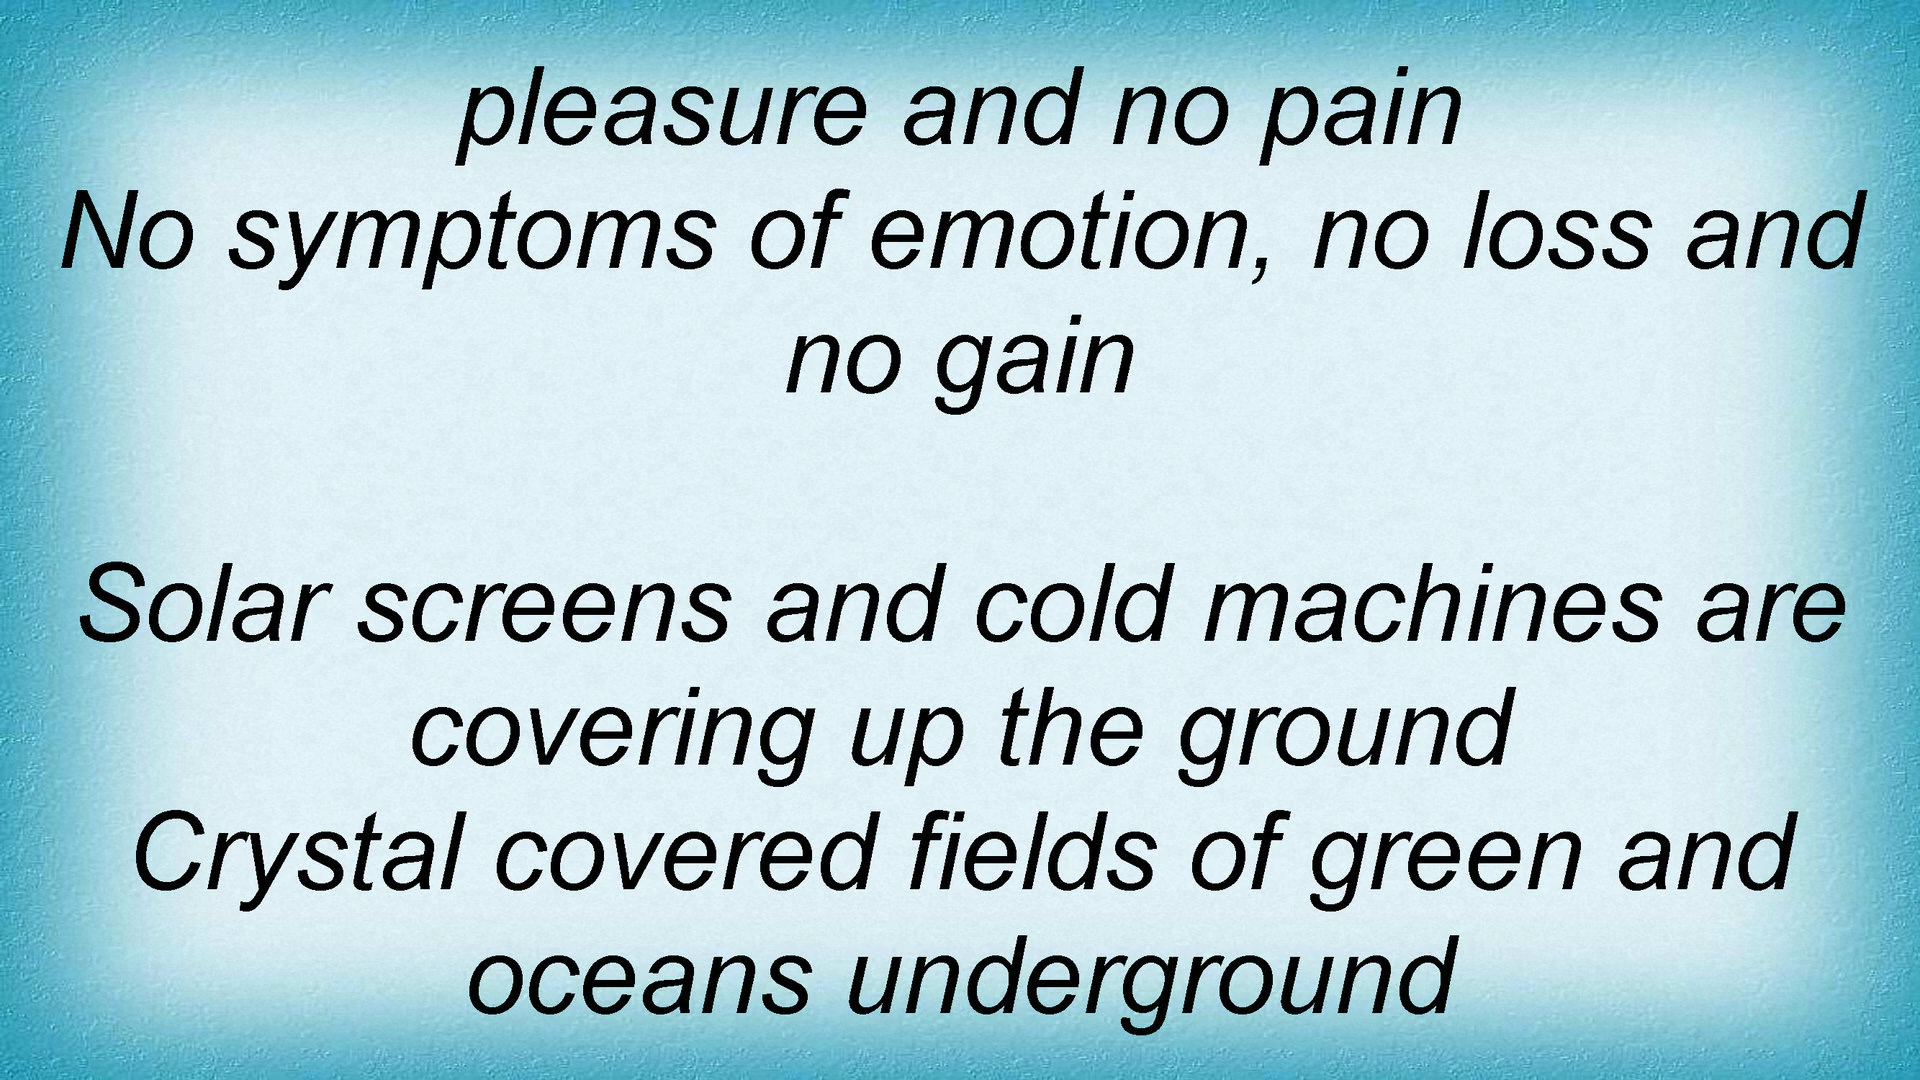 pleasure and no pain
No symptoms of emotion, no loss and
no gain
Solar screens and cold machines are
covering up the ground
Crystal covered fields of green and
oceans underground